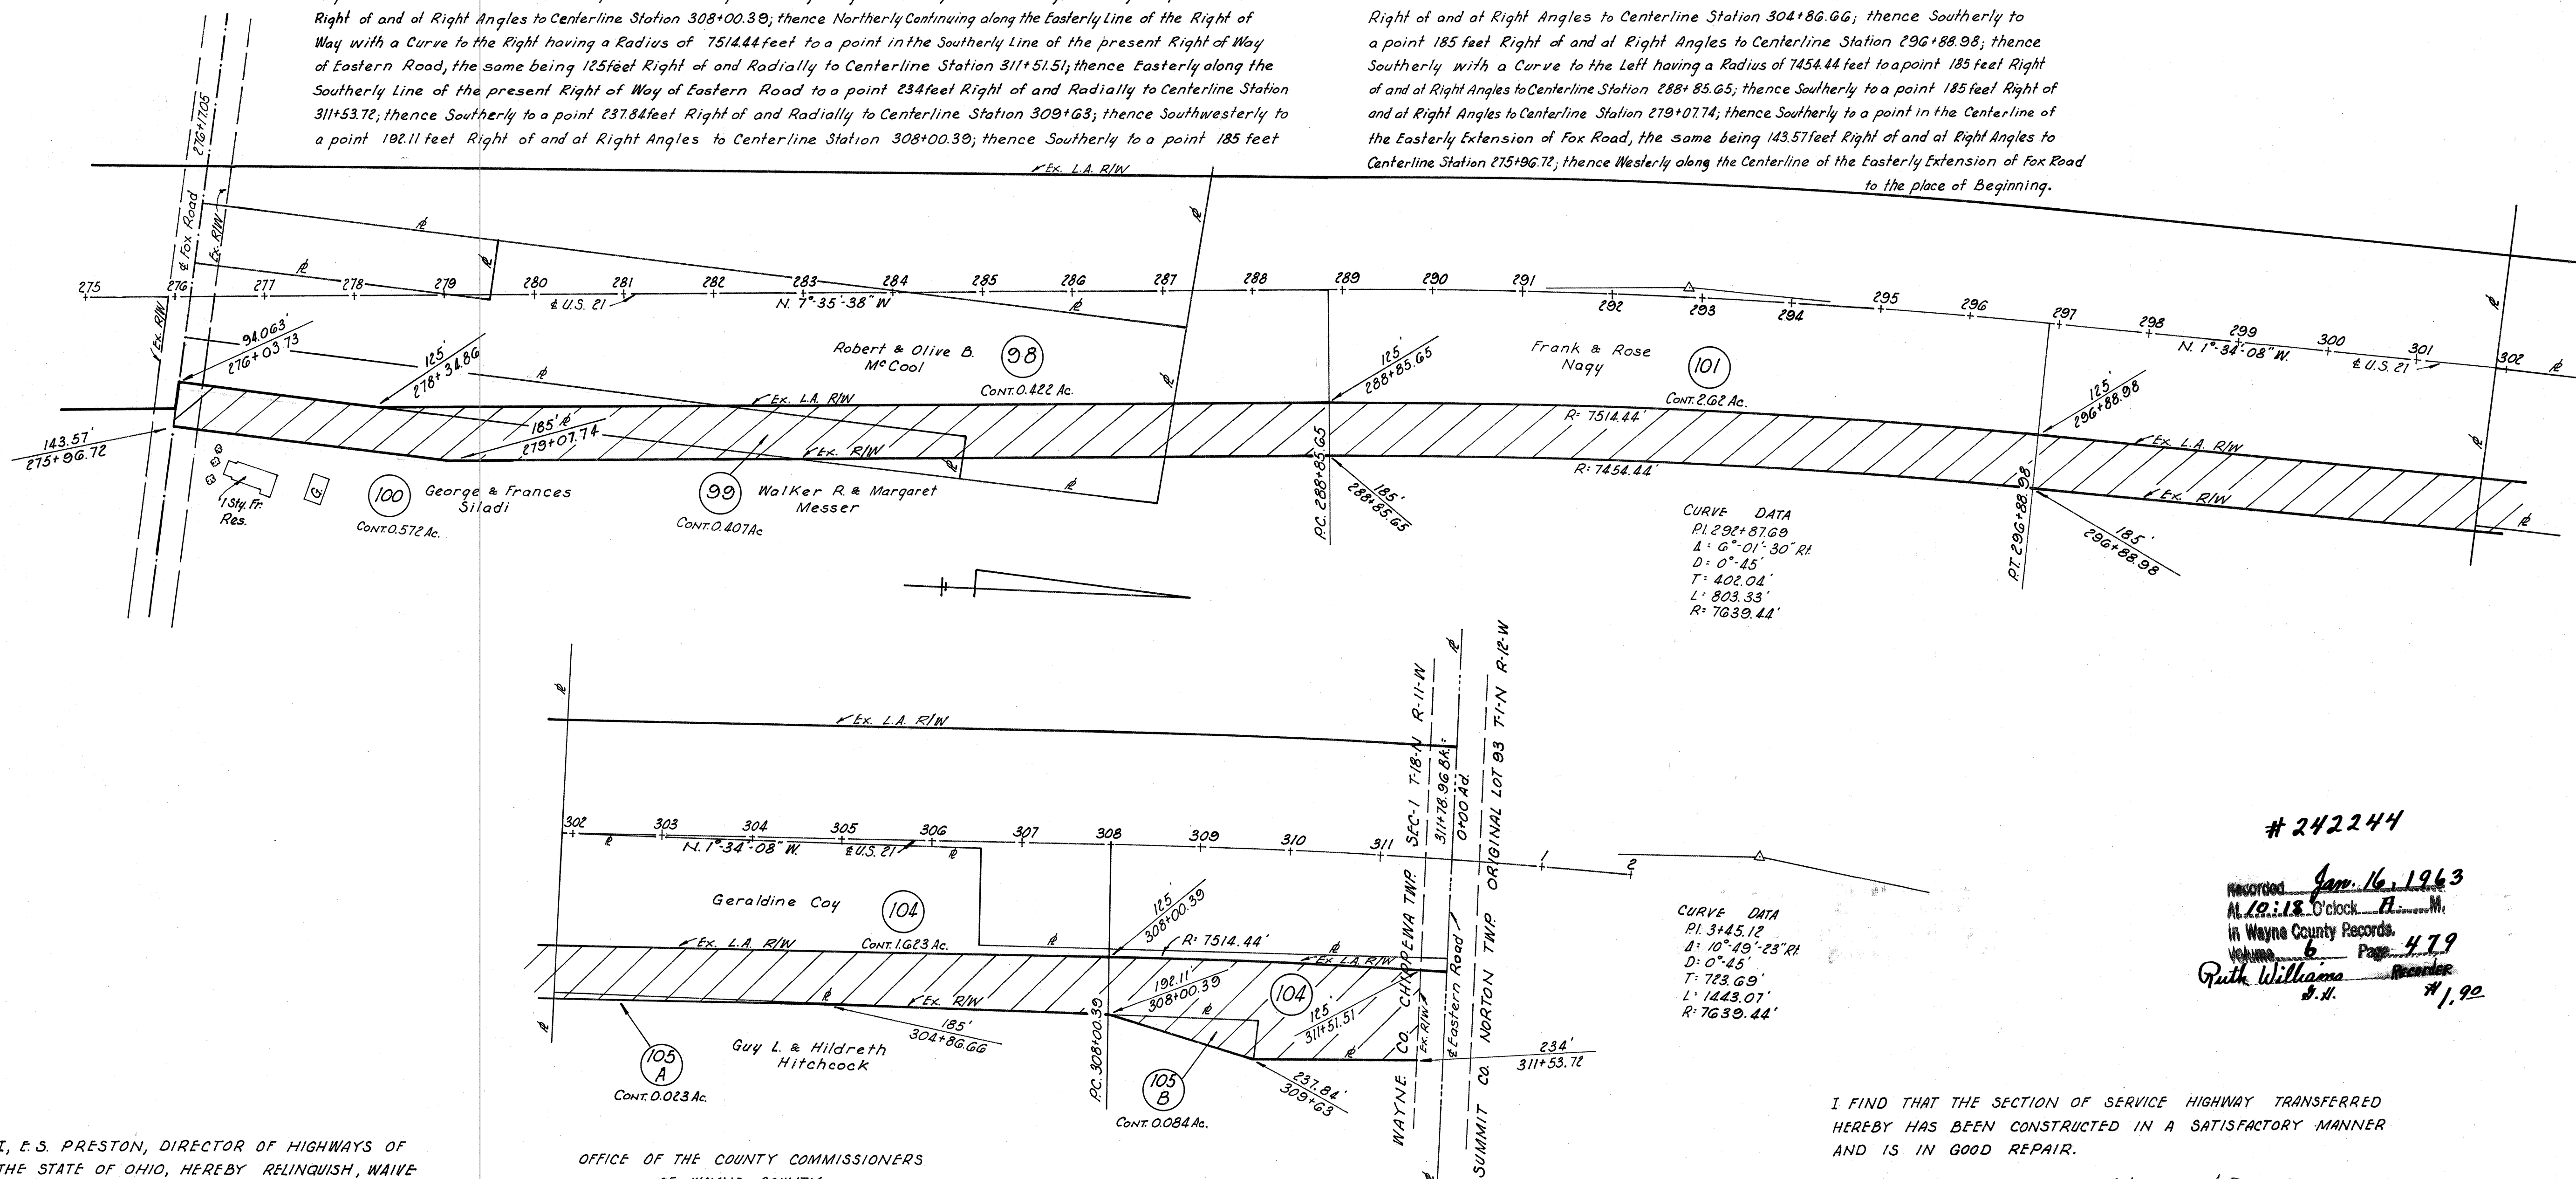 Right of and at Right Angles to Centerline Station 308+00.39; thence Northerly Continuing along the Easterly Line of the Right of
Way with a Curve to the Right having a Radius of 7514.44 feet to a point in the Southerly Line of the present Right of Way
of Eastern Road, the same being 125 feet Right of and Radially to Centerline Station 311+51.51; thence Easterly along the
Southerly Line of the present Right of Way of Eastern Road to a point 234 feet Right of and Radially to Centerline Station
311+53.72; thence Southerly to a point 237.84 feet Right of and Radially to Centerline Station 309+63; thence Southwesterly to
a point 192.11 feet Right of and at Right Angles to Centerline Station 308+00.39; thence Southerly to a point 185 feet
Right of and at Right Angles to Centerline Station 304+86.66; thence Southerly to
a point 185 feet Right of and at Right Angles to Centerline Station 296+88.98; thence
Southerly with a Curve to the Left having a Radius of 7454.44 feet to a point 185 feet Right
of and at Right Angles to Centerline Station 288+85.65; thence Southerly to a point 185 feet Right of
and at Right Angles to Centerline Station 279+07.74; thence Southerly to a point in the Centerline of
the Easterly Extension of Fox Road, the same being 143.57 feet Right of and at Right Angles to
Centerline Station 275+96.72; thence Westerly along the Centerline of the Easterly Extension of Fox Road
to the place of Beginning.
276+17.05
℄ Fox Road
Ex. R/W
Ex. R/W
Ex. L.A. R/W
275 276 277 278 279 280 281 282 283 284 285 286 287 288 289 290 291 292 293 294 295 296 297 298 299 300 301 302
℄ U.S. 21
N. 7°-35'-38" W
N. 1°-34'-08" W.
℄ U.S. 21
94.063'
276+03.73
125'
278+34.86
143.57'
275+96.72
185'
279+07.74
Robert & Olive B.
McCool
98
CONT. 0.422 Ac.
Ex. L.A. R/W
Ex. R/W
125'
288+85.65
Frank & Rose
Nagy
101
CONT. 2.62 Ac.
R= 7514.44'
R= 7454.44'
125'
296+88.98
Ex. L.A. R/W
Ex. R/W
1 Sty. Fr.
Res.
G.
100
George & Frances
Siladi
CONT. 0.572 Ac.
99
Walker R. & Margaret
Messer
CONT. 0.407 Ac
P.C. 288+85.65
185'
288+85.65
P.T. 296+88.98
185'
296+88.98
CURVE DATA
P.I. 292+87.69
Δ= 6°-01'-30" Rt.
D= 0°-45'
T= 402.04'
L= 803.33'
R= 7639.44'
Ex. L.A. R/W
302 303 304 305 306 307 308 309 310 311 1 2
N. 1°-34'-08" W.
℄ U.S. 21
Geraldine Coy
104
CONT. 1.623 Ac.
Ex. L.A. R/W
Ex. R/W
125'
308+00.39
R= 7514.44'
Ex. L.A. R/W
192.11'
308+00.39
104
125'
311+51.51
185'
304+86.66
P.C. 308+00.39
105
A
CONT. 0.023 Ac.
Guy L. & Hildreth
Hitchcock
105
B
CONT. 0.084 Ac.
237.84'
309+63
234'
311+53.72
WAYNE CO. CHIPPEWA TWP. SEC-1 T-18-N R-11-W
Ex. R/W
311+78.96 Bk.=
0+00 Ad.
℄ Eastern Road
SUMMIT CO. NORTON TWP. ORIGINAL LOT 93 T-1-N R-12-W
CURVE DATA
P.I. 3+45.12
Δ= 10°-49'-23" Rt.
D= 0°-45'
T= 723.69'
L= 1443.07'
R= 7639.44'
# 242244
Recorded Jan. 16, 1963
At 10:18 O'clock A. M.
in Wayne County Records.
Volume 6 Page 479
Ruth Williams Recorder
#1.90
I FIND THAT THE SECTION OF SERVICE HIGHWAY TRANSFERRED
HEREBY HAS BEEN CONSTRUCTED IN A SATISFACTORY MANNER
AND IS IN GOOD REPAIR.
I, E.S. PRESTON, DIRECTOR OF HIGHWAYS OF
THE STATE OF OHIO, HEREBY RELINQUISH, WAIVE
OFFICE OF THE COUNTY COMMISSIONERS